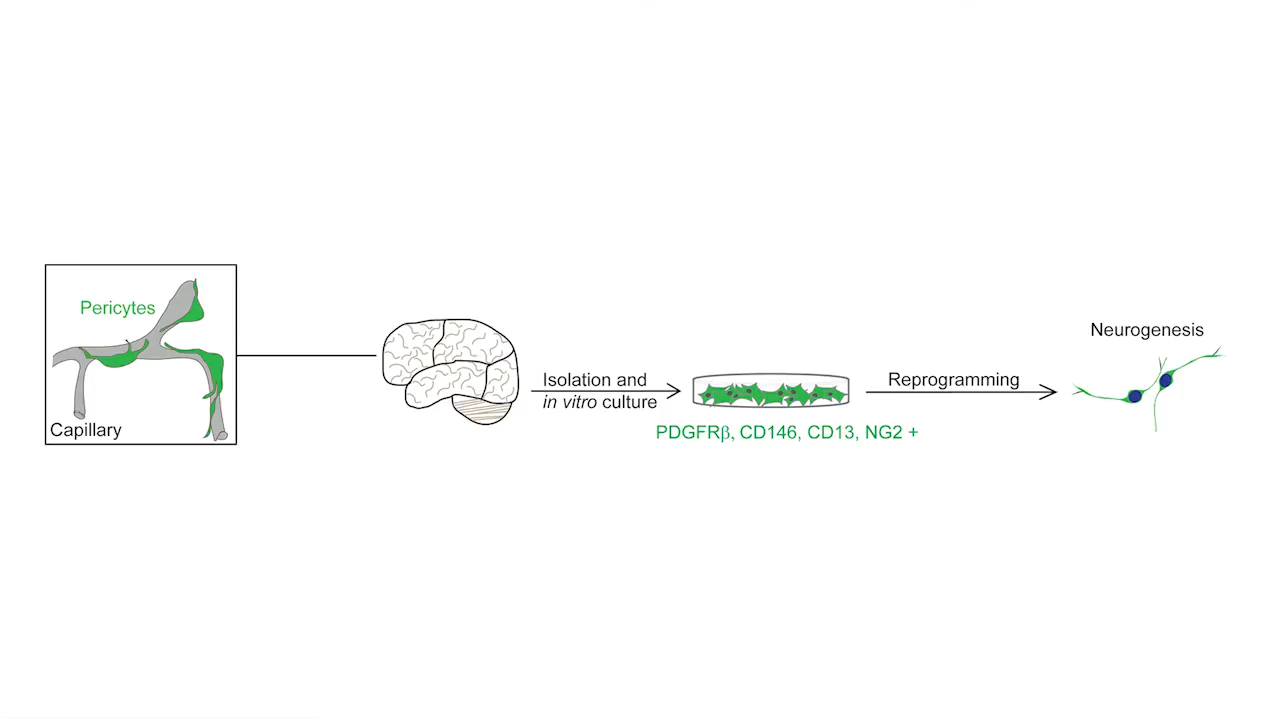 Pericytes
Capillary
Isolation and
in vitro culture
PDGFRβ, CD146, CD13, NG2 +
Reprogramming
Neurogenesis